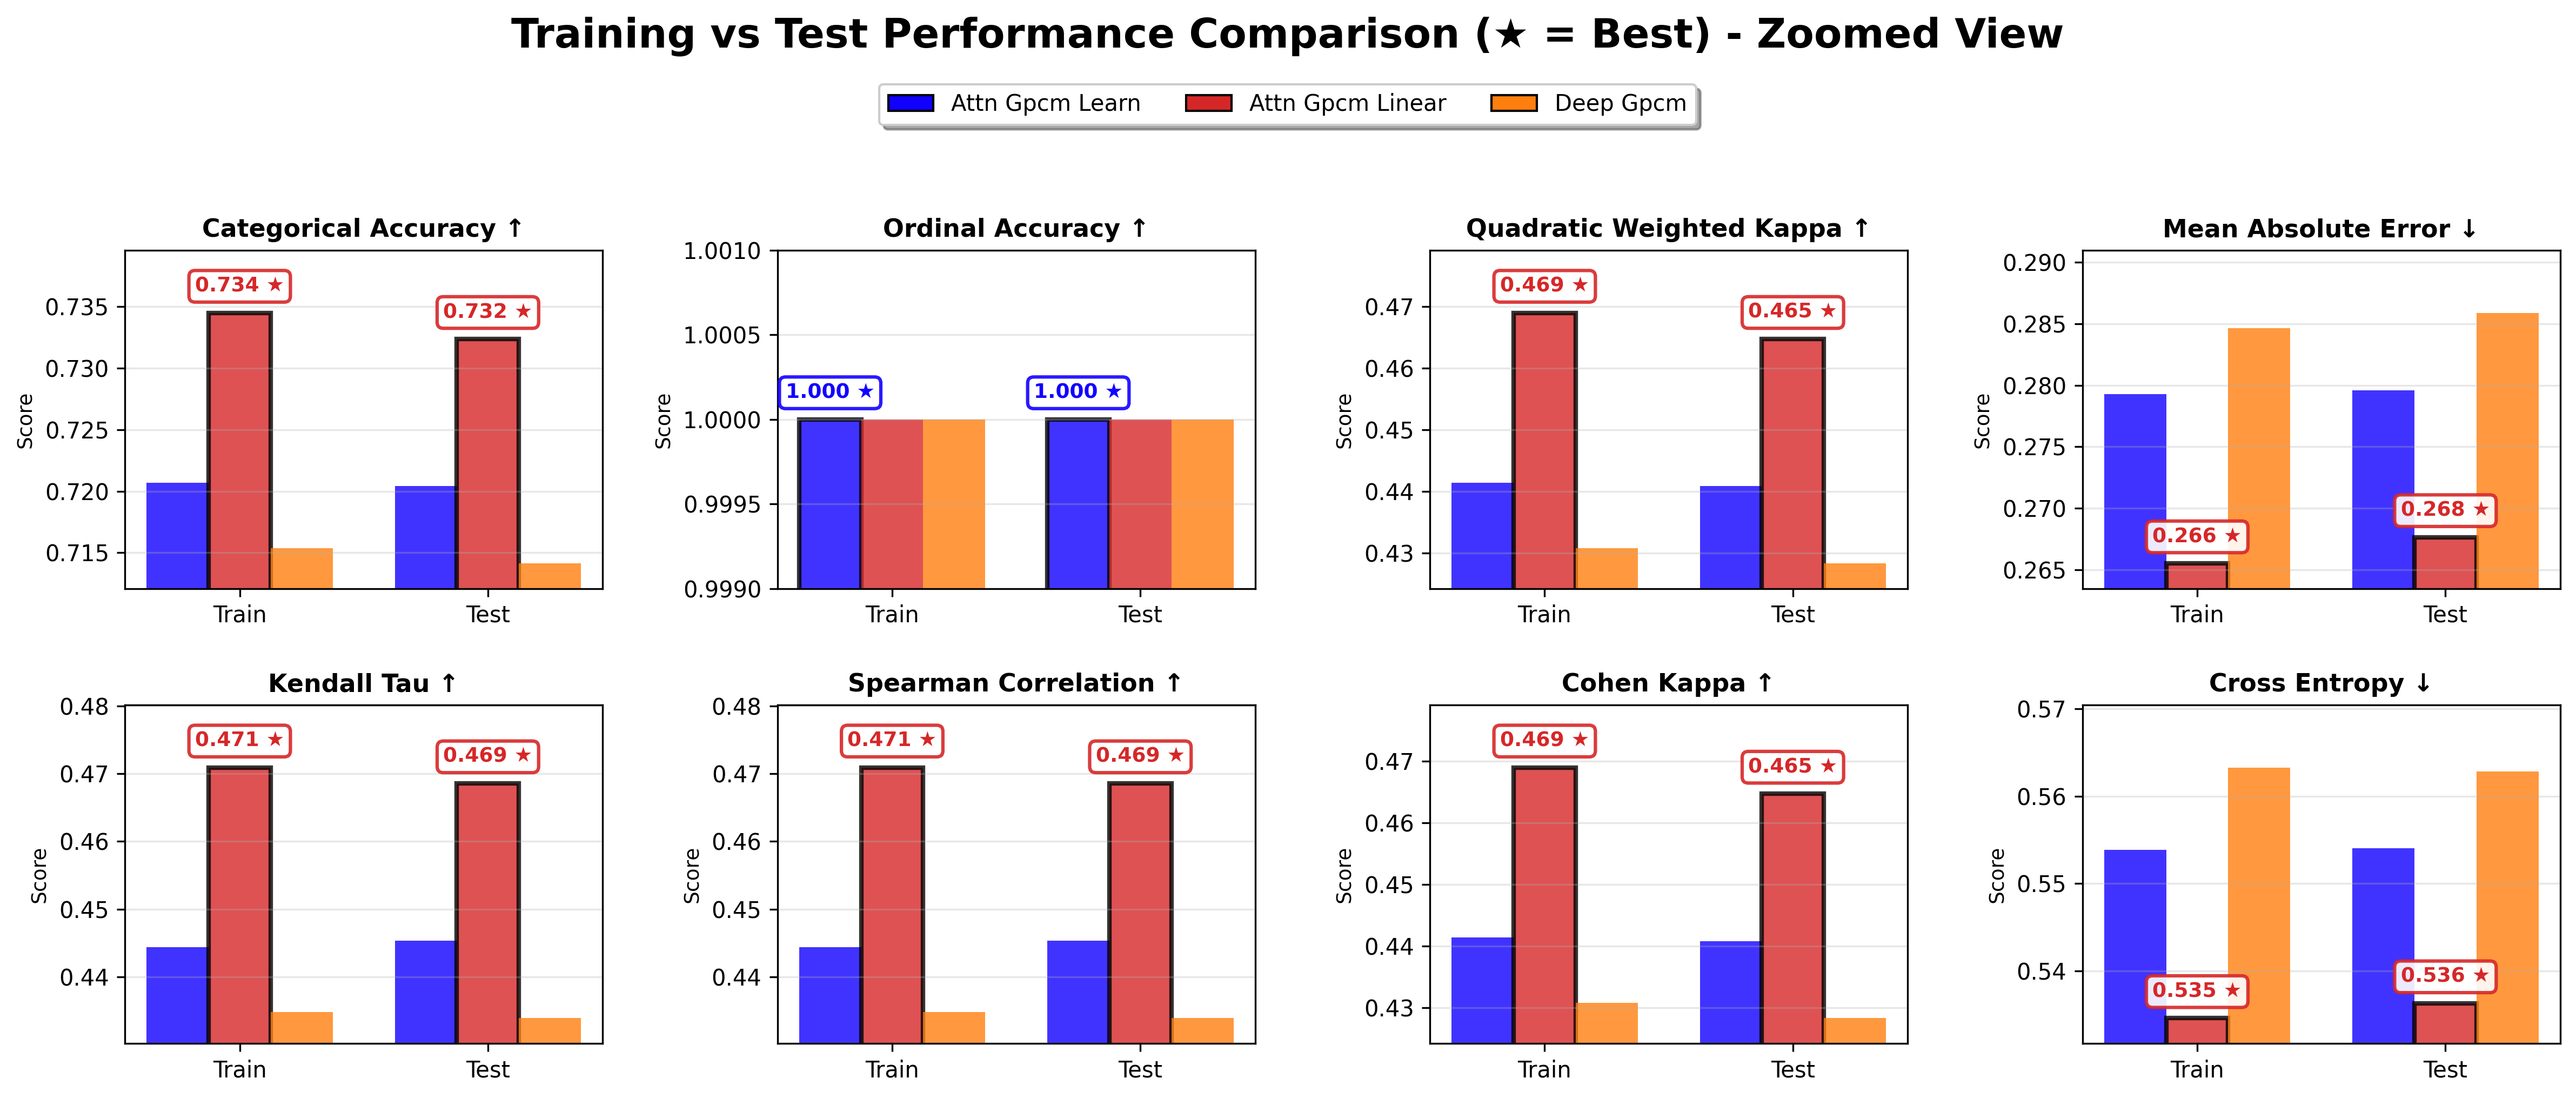 Training vs Test Performance Comparison (★ = Best) - Zoomed View
Attn Gpcm Learn
Attn Gpcm Linear
Deep Gpcm
Categorical Accuracy ↑
Score
0.735
0.730
0.725
0.720
0.715
0.734 ★
0.732 ★
Train
Test
Ordinal Accuracy ↑
Score
1.0010
1.0005
1.0000
0.9995
0.9990
1.000 ★
1.000 ★
Train
Test
Quadratic Weighted Kappa ↑
Score
0.47
0.46
0.45
0.44
0.43
0.469 ★
0.465 ★
Train
Test
Mean Absolute Error ↓
Score
0.290
0.285
0.280
0.275
0.270
0.265
0.266 ★
0.268 ★
Train
Test
Kendall Tau ↑
Score
0.48
0.47
0.46
0.45
0.44
0.471 ★
0.469 ★
Train
Test
Spearman Correlation ↑
Score
0.48
0.47
0.46
0.45
0.44
0.471 ★
0.469 ★
Train
Test
Cohen Kappa ↑
Score
0.47
0.46
0.45
0.44
0.43
0.469 ★
0.465 ★
Train
Test
Cross Entropy ↓
Score
0.57
0.56
0.55
0.54
0.535 ★
0.536 ★
Train
Test